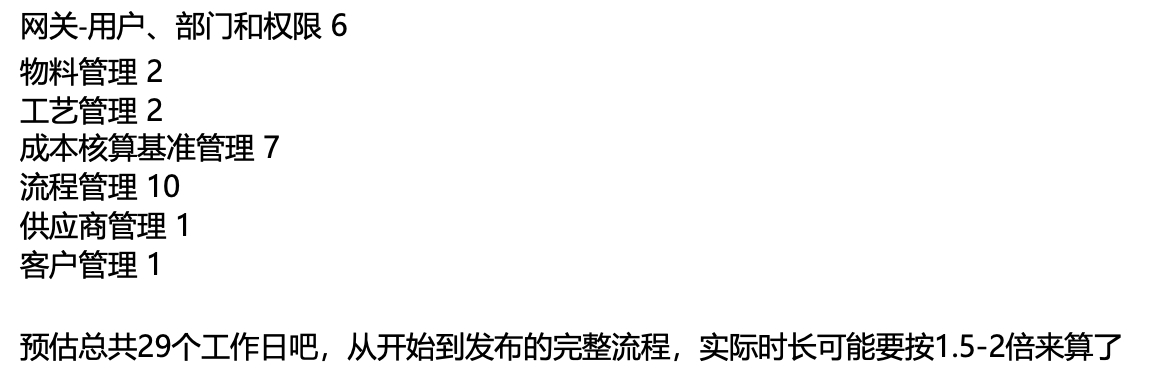 网关-用户、部门和权限 6
物料管理 2
工艺管理 2
成本核算基准管理 7
流程管理 10
供应商管理 1
客户管理 1
预估总共29个工作日吧，从开始到发布的完整流程，实际时长可能要按1.5-2倍来算了